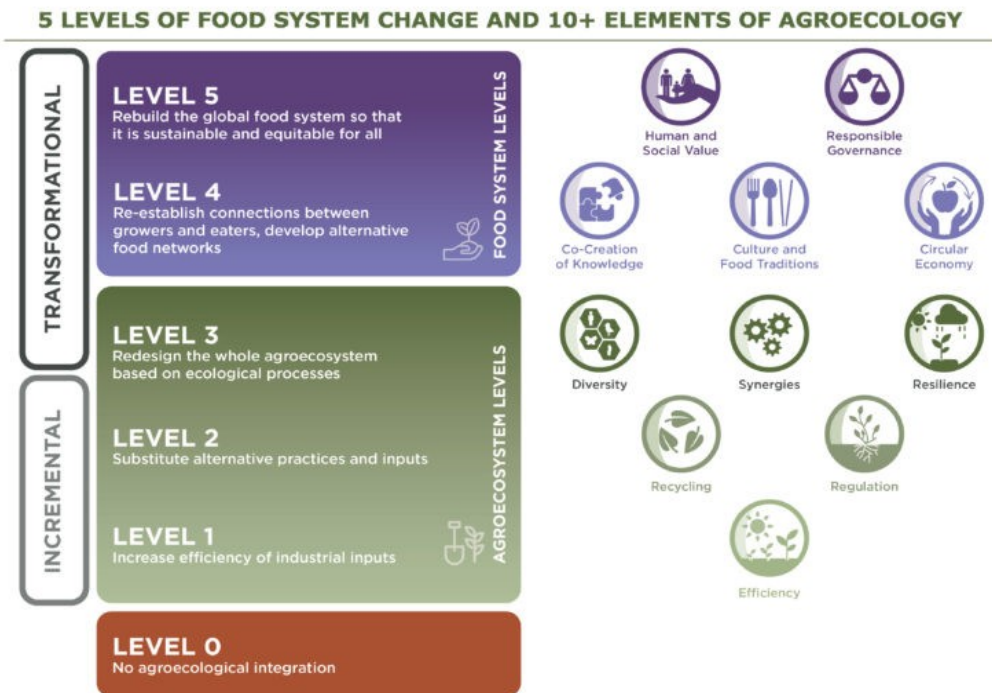 5 LEVELS OF FOOD SYSTEM CHANGE AND 10+ ELEMENTS OF AGROECOLOGY
TRANSFORMATIONAL
LEVEL 5
Rebuild the global food system so that
it is sustainable and equitable for all
LEVEL 4
Re-establish connections between
growers and eaters, develop alternative
food networks
FOOD SYSTEM LEVELS
Human and
Social Value
Responsible
Governance
Co-Creation
of Knowledge
Culture and
Food Traditions
Circular
Economy
LEVEL 3
Redesign the whole agroecosystem
based on ecological processes
INCREMENTAL
LEVEL 2
Substitute alternative practices and inputs
LEVEL 1
Increase efficiency of industrial inputs
AGROECOSYSTEM LEVELS
Diversity
Synergies
Resilience
Recycling
Regulation
Efficiency
LEVEL 0
No agroecological integration